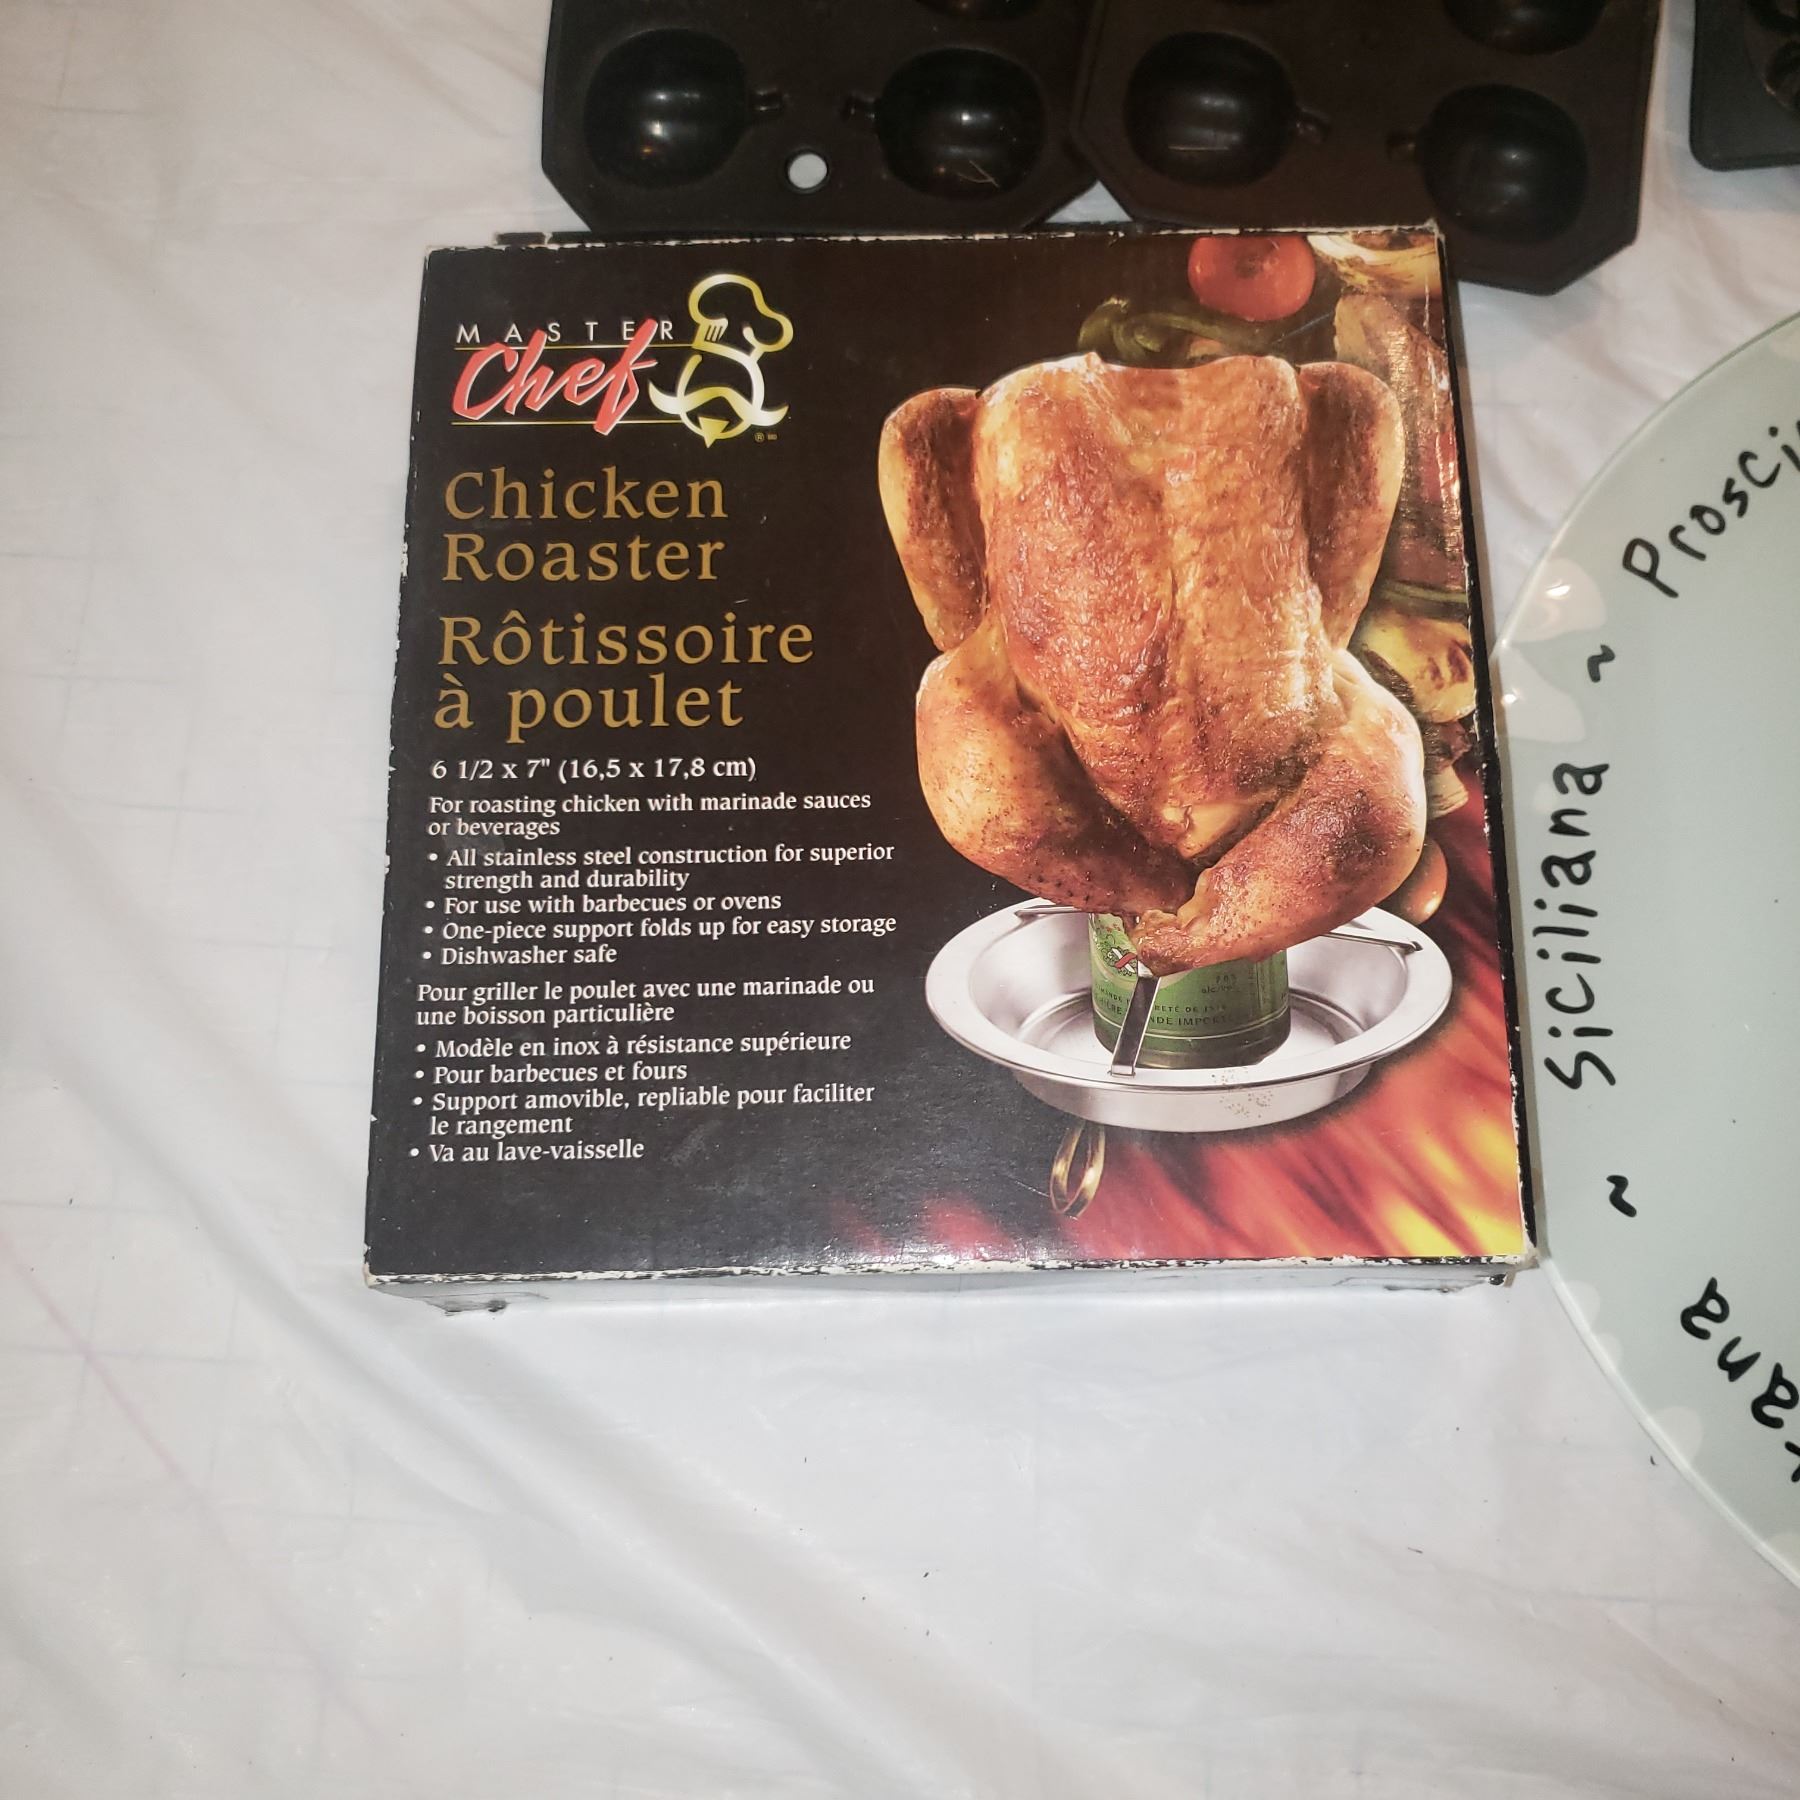 MASTER
Chef
Chicken
Roaster
Rôtissoire
à poulet
6 1/2 x 7" (16,5 x 17,8 cm)
For roasting chicken with marinade sauces
or beverages
• All stainless steel construction for superior
strength and durability
• For use with barbecues or ovens
• One-piece support folds up for easy storage
• Dishwasher safe
Pour griller le poulet avec une marinade ou
une boisson particulière
• Modèle en inox à résistance supérieure
• Pour barbecues et fours
• Support amovible, repliable pour faciliter
le rangement
• Va au lave-vaisselle
~ Siciliana ~